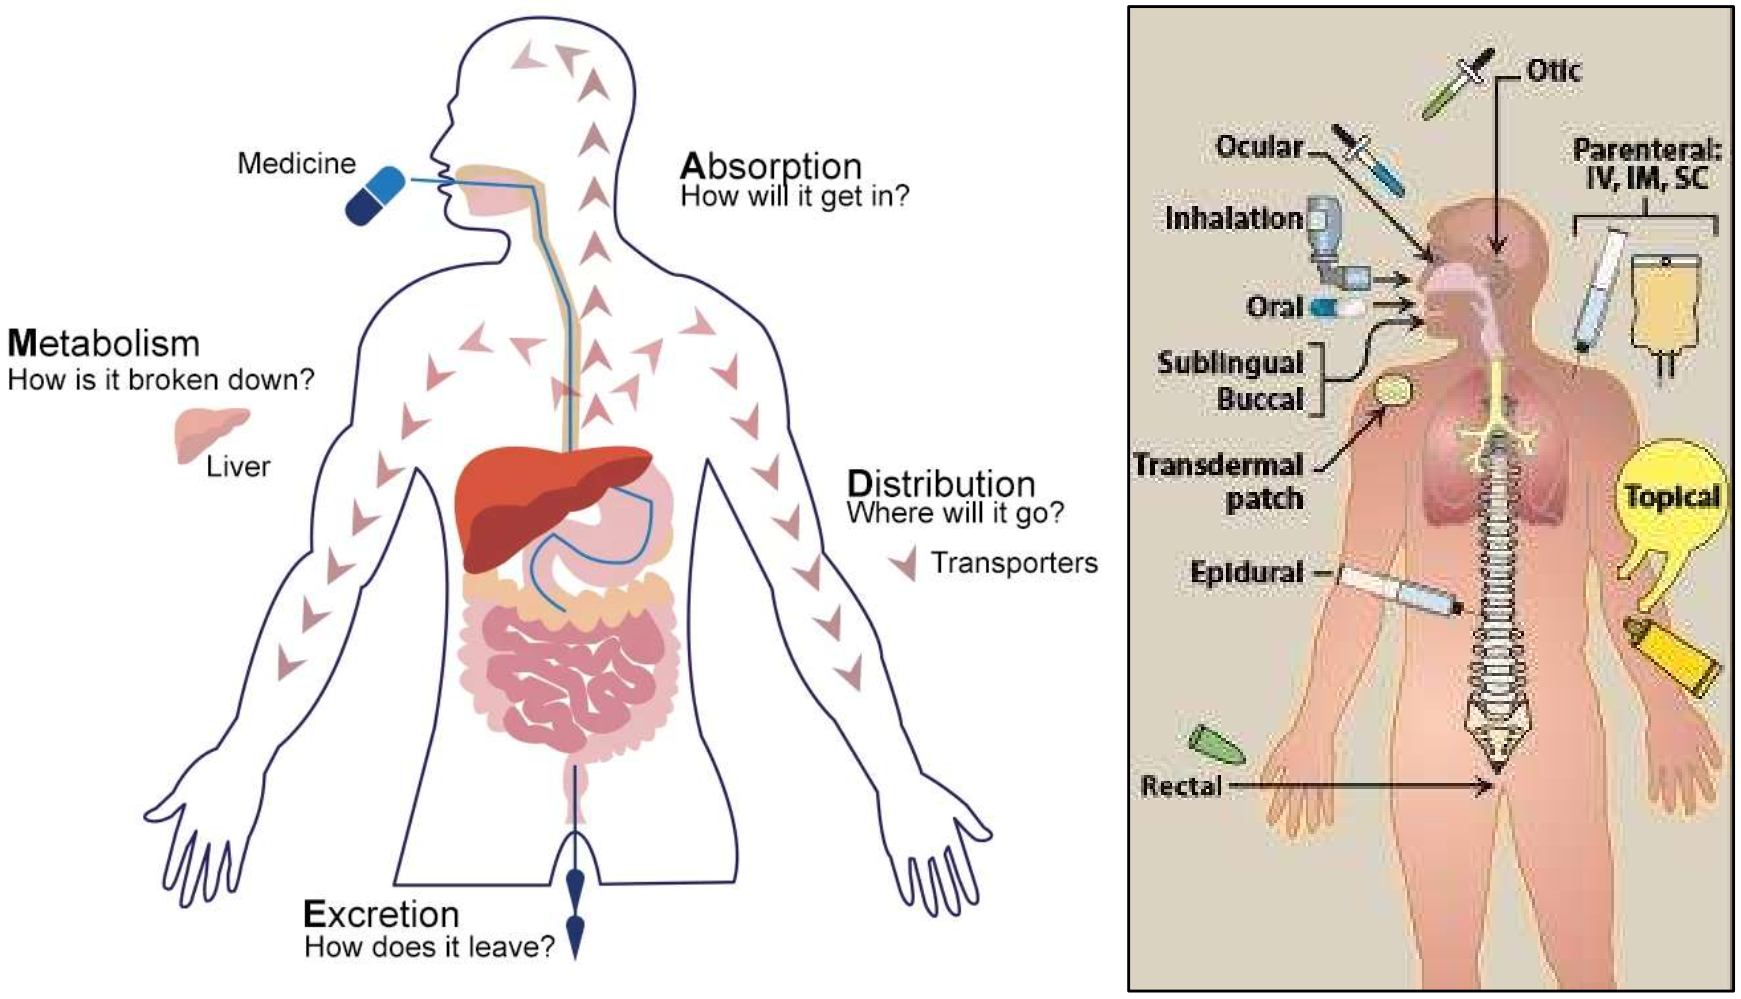 Medicine
Absorption
How will it get in?
Metabolism
How is it broken down?
Liver
Distribution
Where will it go?
Transporters
Excretion
How does it leave?
Otic
Ocular
Parenteral:
IV, IM, SC
Inhalation
Oral
Sublingual
Buccal
Transdermal
patch
Topical
Epidural
Rectal